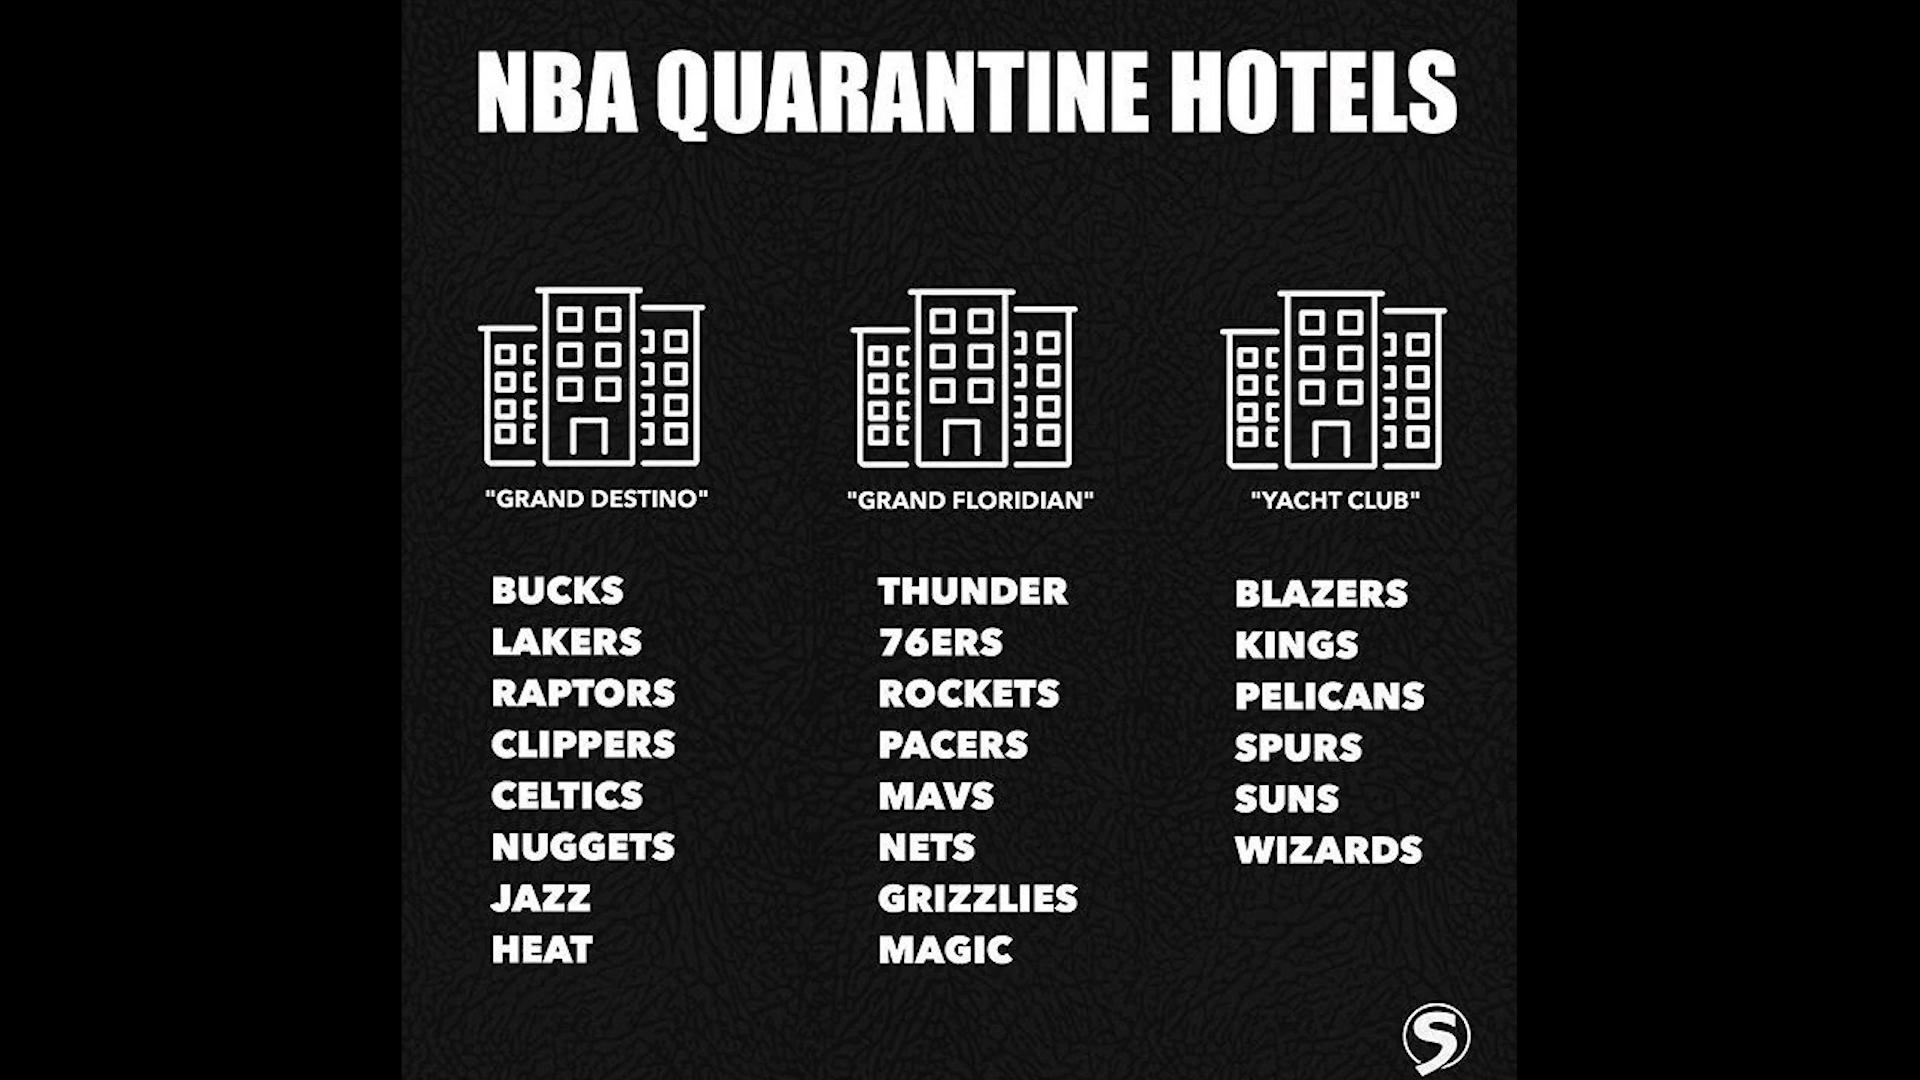 NBA QUARANTINE HOTELS
"GRAND DESTINO"
BUCKS
LAKERS
RAPTORS
CLIPPERS
CELTICS
NUGGETS
JAZZ
HEAT
"GRAND FLORIDIAN"
THUNDER
76ERS
ROCKETS
PACERS
MAVS
NETS
GRIZZLIES
MAGIC
"YACHT CLUB"
BLAZERS
KINGS
PELICANS
SPURS
SUNS
WIZARDS
S